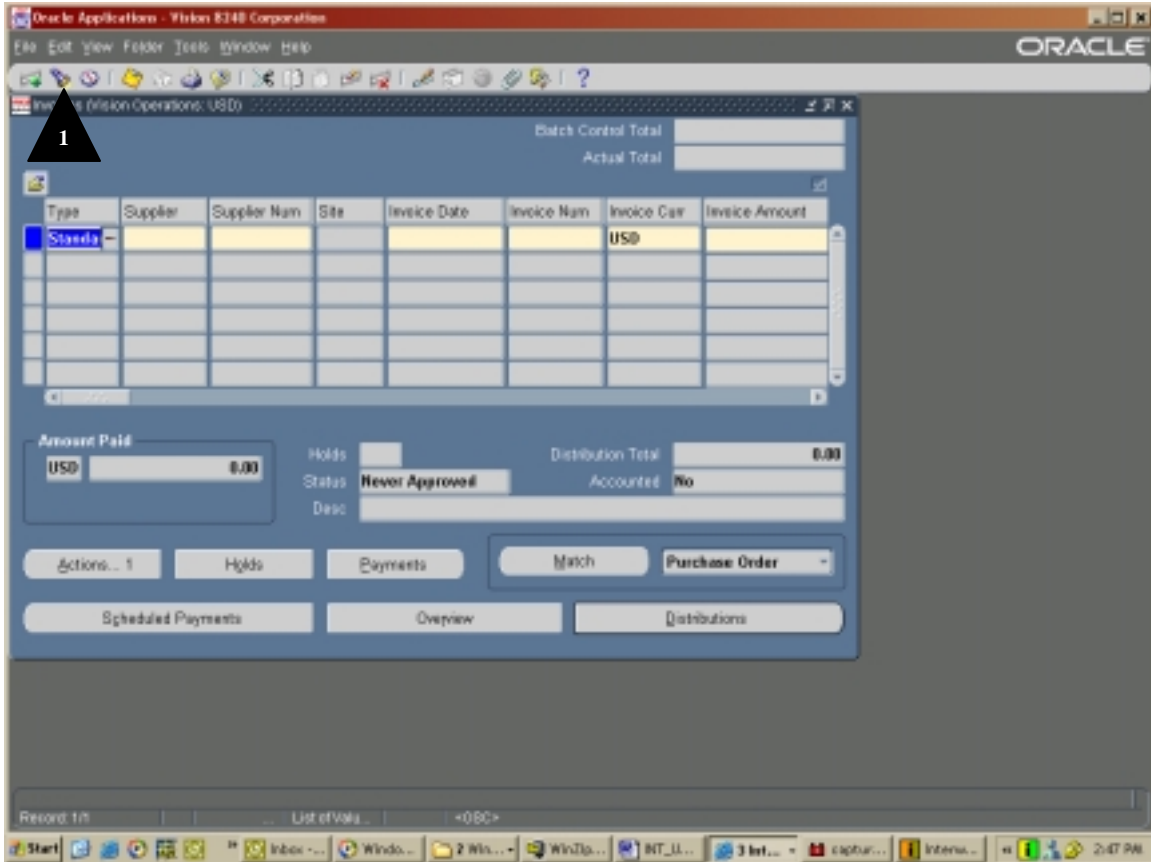 Oracle Applications - Vision 8240 Corporation
File Edit View Folder Tools Window Help
ORACLE
(Vision Operations: USD)
1
Batch Control Total
Actual Total
Type Supplier Supplier Num Site Invoice Date Invoice Num Invoice Curr Invoice Amount
Standa USD
Amount Paid
USD 0.00
Holds
Distribution Total 0.00
Status Never Approved
Accounted No
Desc
Actions... 1 Holds Payments Match Purchase Order
Scheduled Payments Overview Distributions
Record: 1/1 ... List of Valu... <OSC>
Start Inbox -... Windo... 2 Win... WinZip... INT_U... 3 Int... captur... Interw... 2:47 PM